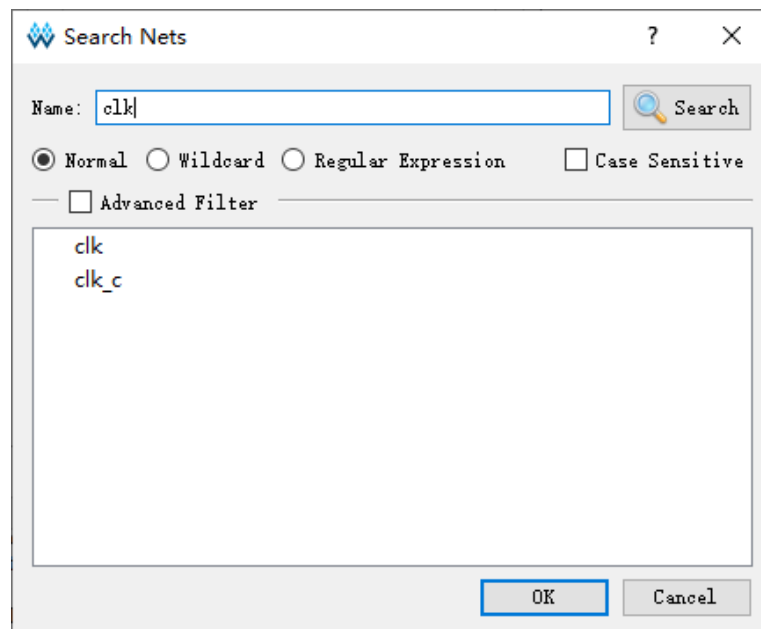 Search Nets ?
Name: clk Search
Normal Wildcard Regular Expression Case Sensitive
Advanced Filter
clk
clk_c
OK Cancel